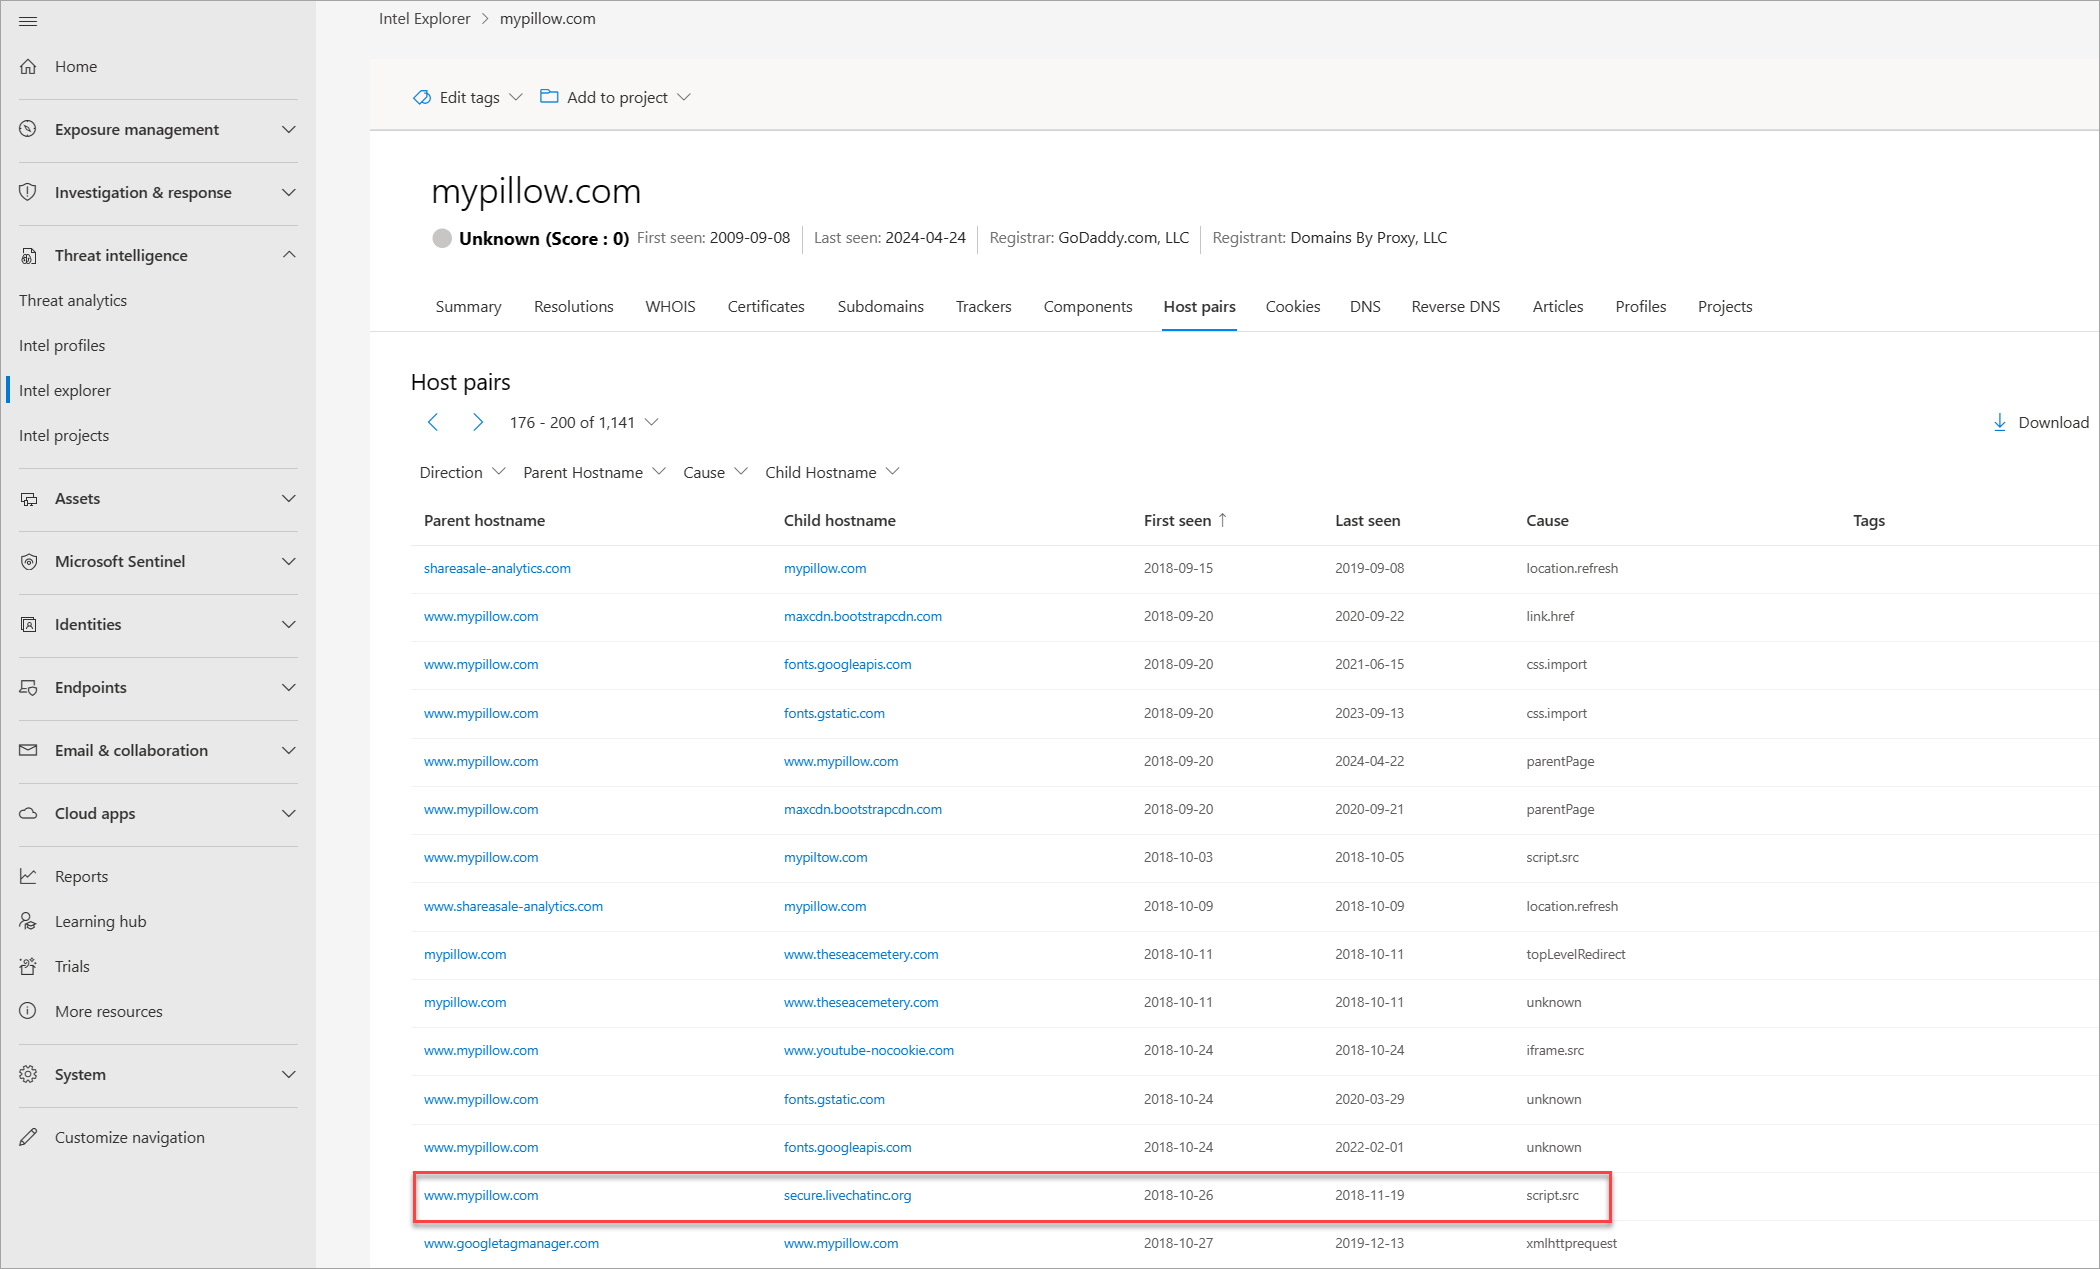 Intel Explorer > mypillow.com
Home
Exposure management
Investigation & response
Threat intelligence
Threat analytics
Intel profiles
Intel explorer
Intel projects
Assets
Microsoft Sentinel
Identities
Endpoints
Email & collaboration
Cloud apps
Reports
Learning hub
Trials
More resources
System
Customize navigation
Edit tags Add to project
mypillow.com
Unknown (Score : 0) First seen: 2009-09-08 Last seen: 2024-04-24 Registrar: GoDaddy.com, LLC Registrant: Domains By Proxy, LLC
Summary Resolutions WHOIS Certificates Subdomains Trackers Components Host pairs Cookies DNS Reverse DNS Articles Profiles Projects
Host pairs
176 - 200 of 1,141 Download
Direction Parent Hostname Cause Child Hostname
Parent hostname Child hostname First seen ↑ Last seen Cause Tags
shareasale-analytics.com mypillow.com 2018-09-15 2019-09-08 location.refresh
www.mypillow.com maxcdn.bootstrapcdn.com 2018-09-20 2020-09-22 link.href
www.mypillow.com fonts.googleapis.com 2018-09-20 2021-06-15 css.import
www.mypillow.com fonts.gstatic.com 2018-09-20 2023-09-13 css.import
www.mypillow.com www.mypillow.com 2018-09-20 2024-04-22 parentPage
www.mypillow.com maxcdn.bootstrapcdn.com 2018-09-20 2020-09-21 parentPage
www.mypillow.com mypiltow.com 2018-10-03 2018-10-05 script.src
www.shareasale-analytics.com mypillow.com 2018-10-09 2018-10-09 location.refresh
mypillow.com www.theseacemetery.com 2018-10-11 2018-10-11 topLevelRedirect
mypillow.com www.theseacemetery.com 2018-10-11 2018-10-11 unknown
www.mypillow.com www.youtube-nocookie.com 2018-10-24 2018-10-24 iframe.src
www.mypillow.com fonts.gstatic.com 2018-10-24 2020-03-29 unknown
www.mypillow.com fonts.googleapis.com 2018-10-24 2022-02-01 unknown
www.mypillow.com secure.livechatinc.org 2018-10-26 2018-11-19 script.src
www.googletagmanager.com www.mypillow.com 2018-10-27 2019-12-13 xmlhttprequest